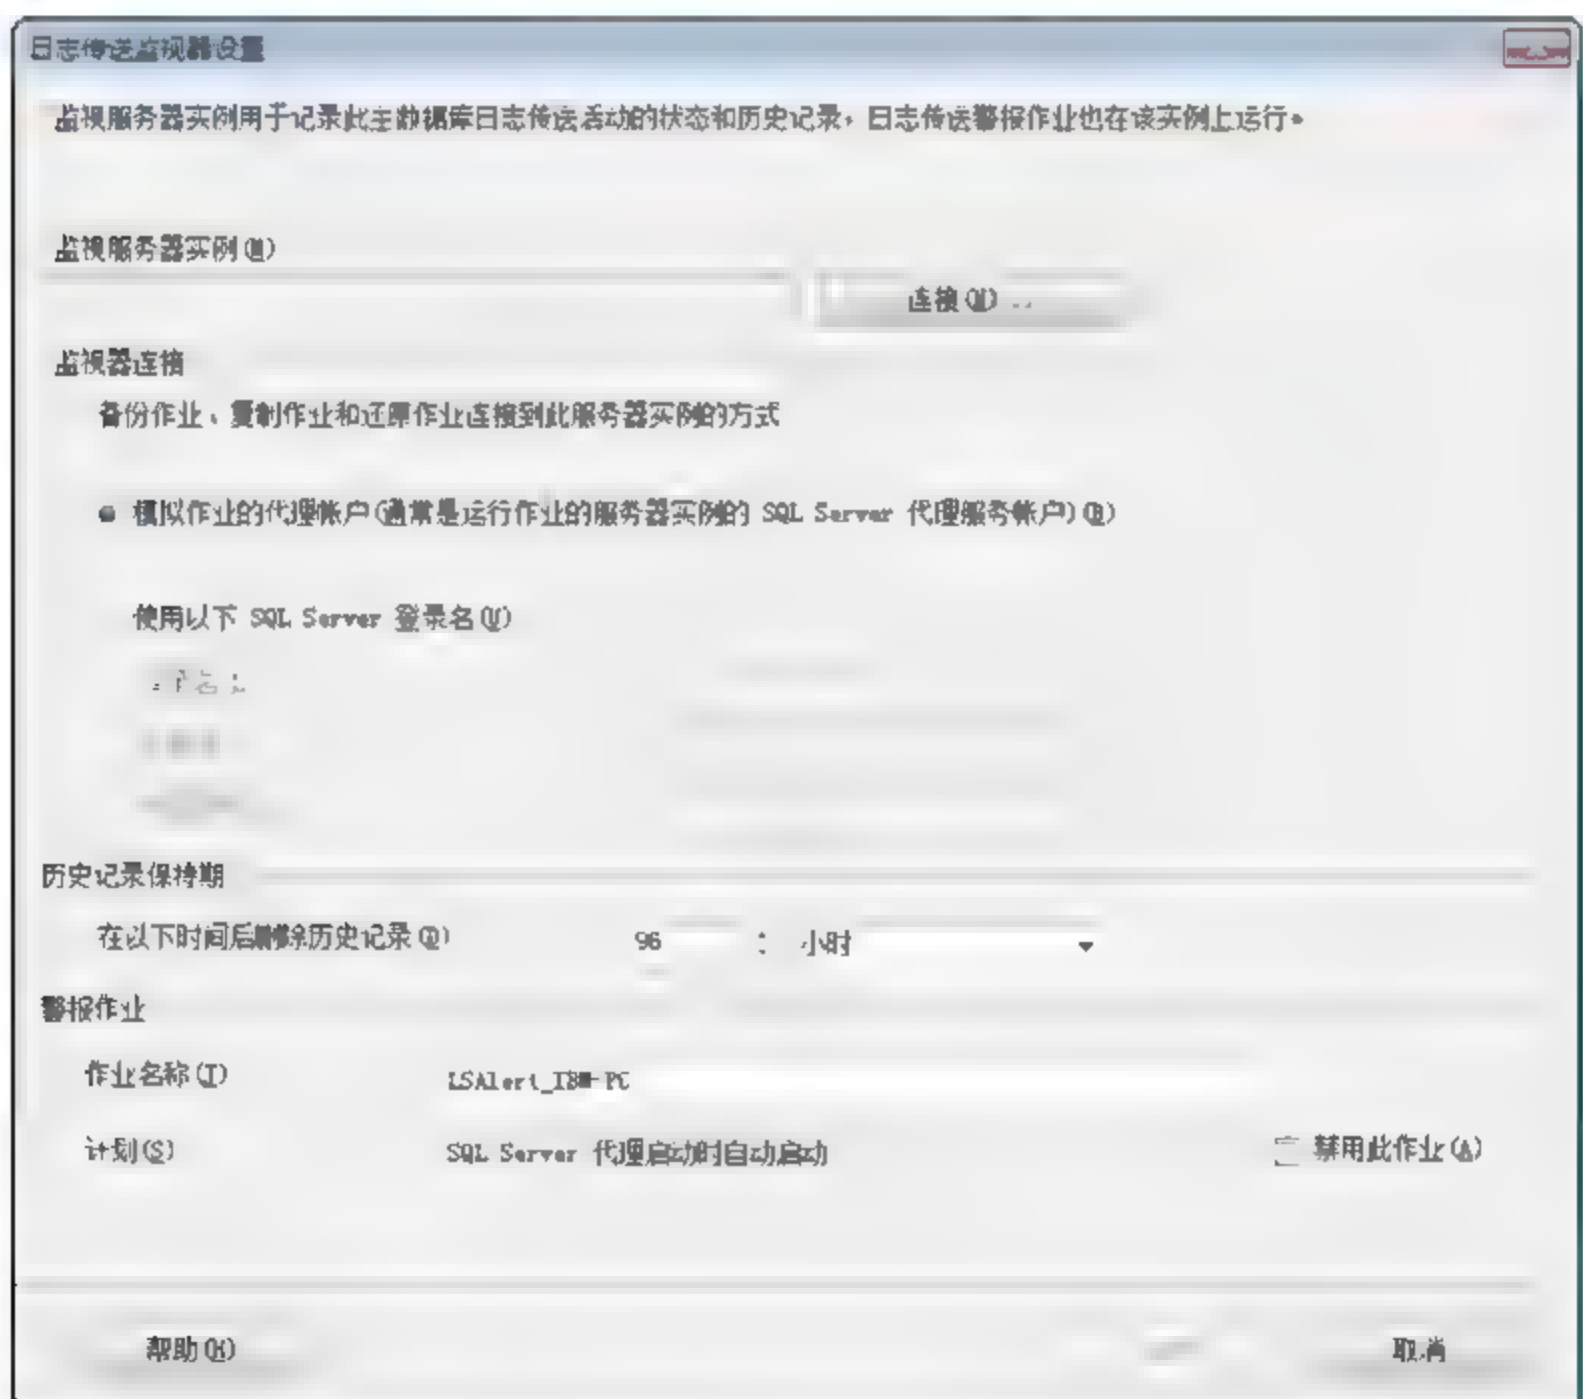 日志传送监视器设置
监视服务器实例用于记录此主数据库日志传送活动的状态和历史记录，日志传送警报作业也在该实例上运行。
监视服务器实例(M)
连接(N)...
监视器连接
备份作业、复制作业和还原作业连接到此服务器实例的方式
模拟作业的代理帐户(通常是运行作业的服务器实例的 SQL Server 代理服务帐户)(B)
使用以下 SQL Server 登录名(U)
历史记录保持期
在以下时间后删除历史记录(D)
96
小时
警报作业
作业名称(J)
LSAlert_IBM-PC
计划(S)
SQL Server 代理启动时自动启动
禁用此作业(A)
帮助(H)
取消